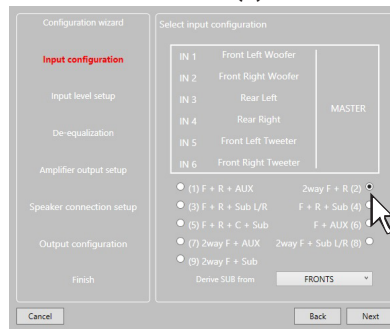 Configuration wizard
Input configuration
Input level setup
De-equalization
Amplifier output setup
Speaker connection setup
Output configuration
Finish
Select input configuration
IN 1 Front Left Woofer
IN 2 Front Right Woofer
IN 3 Rear Left
IN 4 Rear Right
IN 5 Front Left Tweeter
IN 6 Front Right Tweeter
MASTER
(1) F + R + AUX 2way F + R (2)
(3) F + R + Sub L/R F + R + Sub (4)
(5) F + R + C + Sub F + AUX (6)
(7) 2way F + AUX 2way F + Sub L/R (8)
(9) 2way F + Sub
Derive SUB from FRONTS
Cancel Back Next